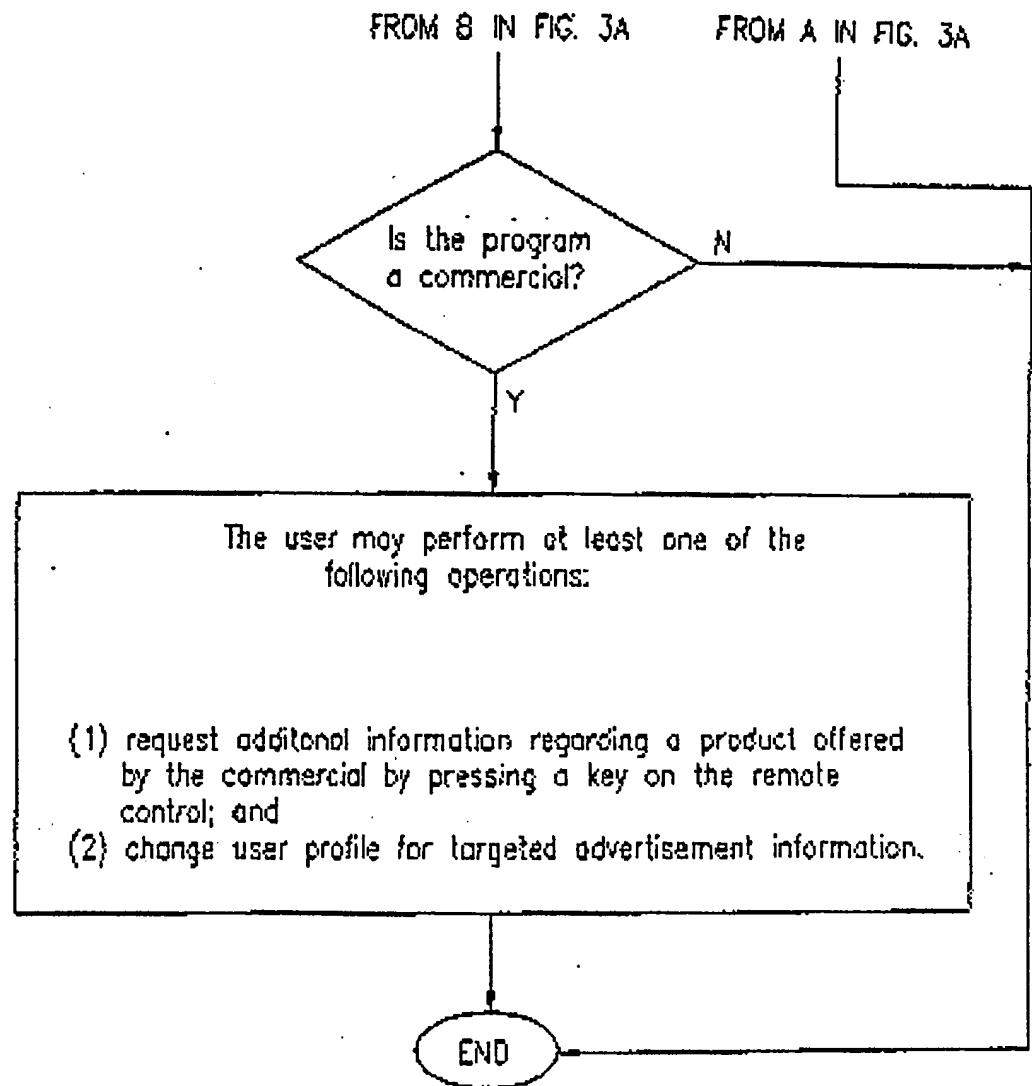 FROM B IN FIG. 3A
FROM A IN FIG. 3A
Is the program
a commercial?
N
Y
The user may perform at least one of the
following operations:
(1) request additonal information regarding a product offered
by the commercial by pressing a key on the remote
control; and
(2) change user profile for targeted advertisement information.
END